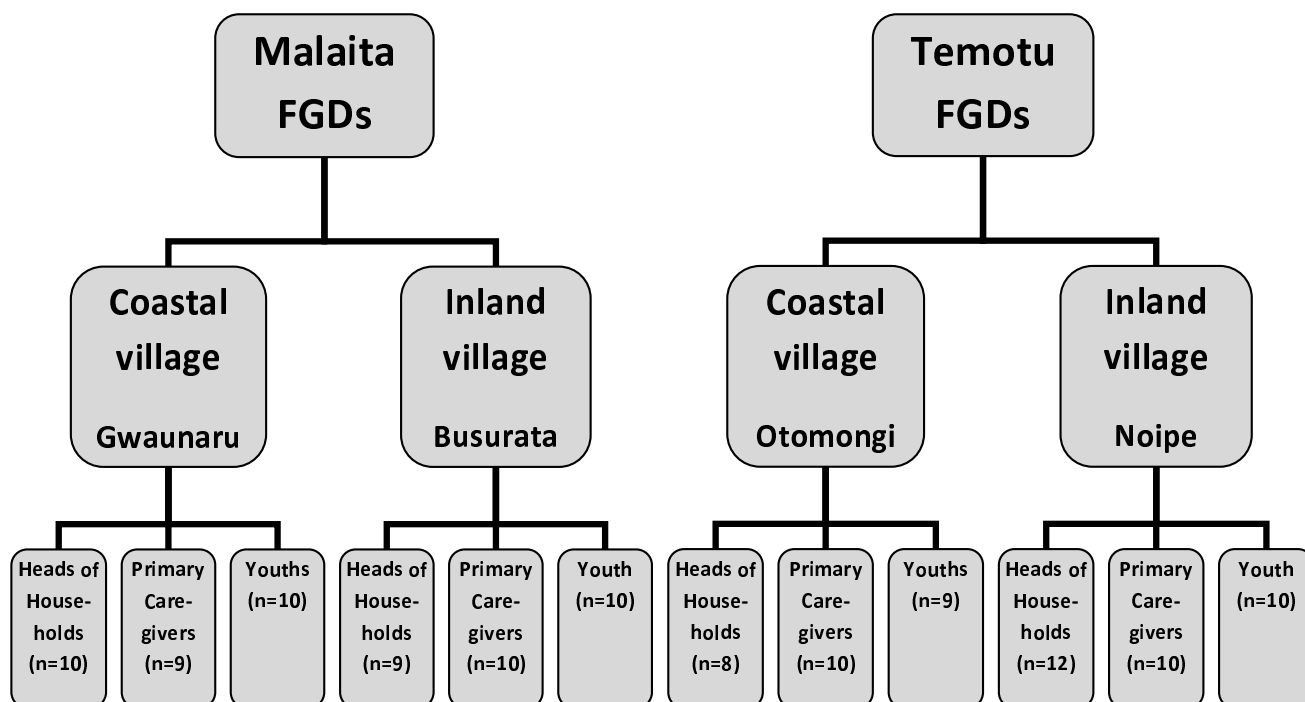 Malaita
FGDs
Temotu
FGDs
Coastal
village
Gwaunaru
Inland
village
Busurata
Coastal
village
Otomongi
Inland
village
Noipe
Heads of
House-
holds
(n=10)
Primary
Care-
givers
(n=9)
Youths
(n=10)
Heads of
House-
holds
(n=9)
Primary
Care-
givers
(n=10)
Youth
(n=10)
Heads of
House-
holds
(n=8)
Primary
Care-
givers
(n=10)
Youths
(n=9)
Heads of
House-
holds
(n=12)
Primary
Care-
givers
(n=10)
Youth
(n=10)